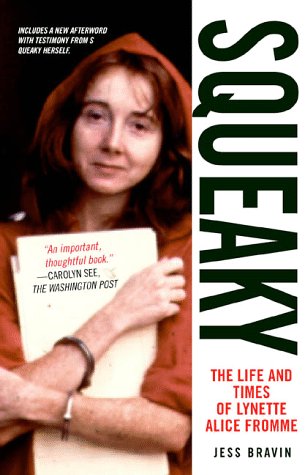 INCLUDES A NEW AFTERWORD
WITH TESTIMONY FROM S
QUEAKY HERSELF.
SQUEAKY
"An important,
thoughtful book."
—CAROLYN SEE,
THE WASHINGTON POST
THE LIFE AND
TIMES
OF LYNETTE
ALICE FROMME
JESS BRAVIN